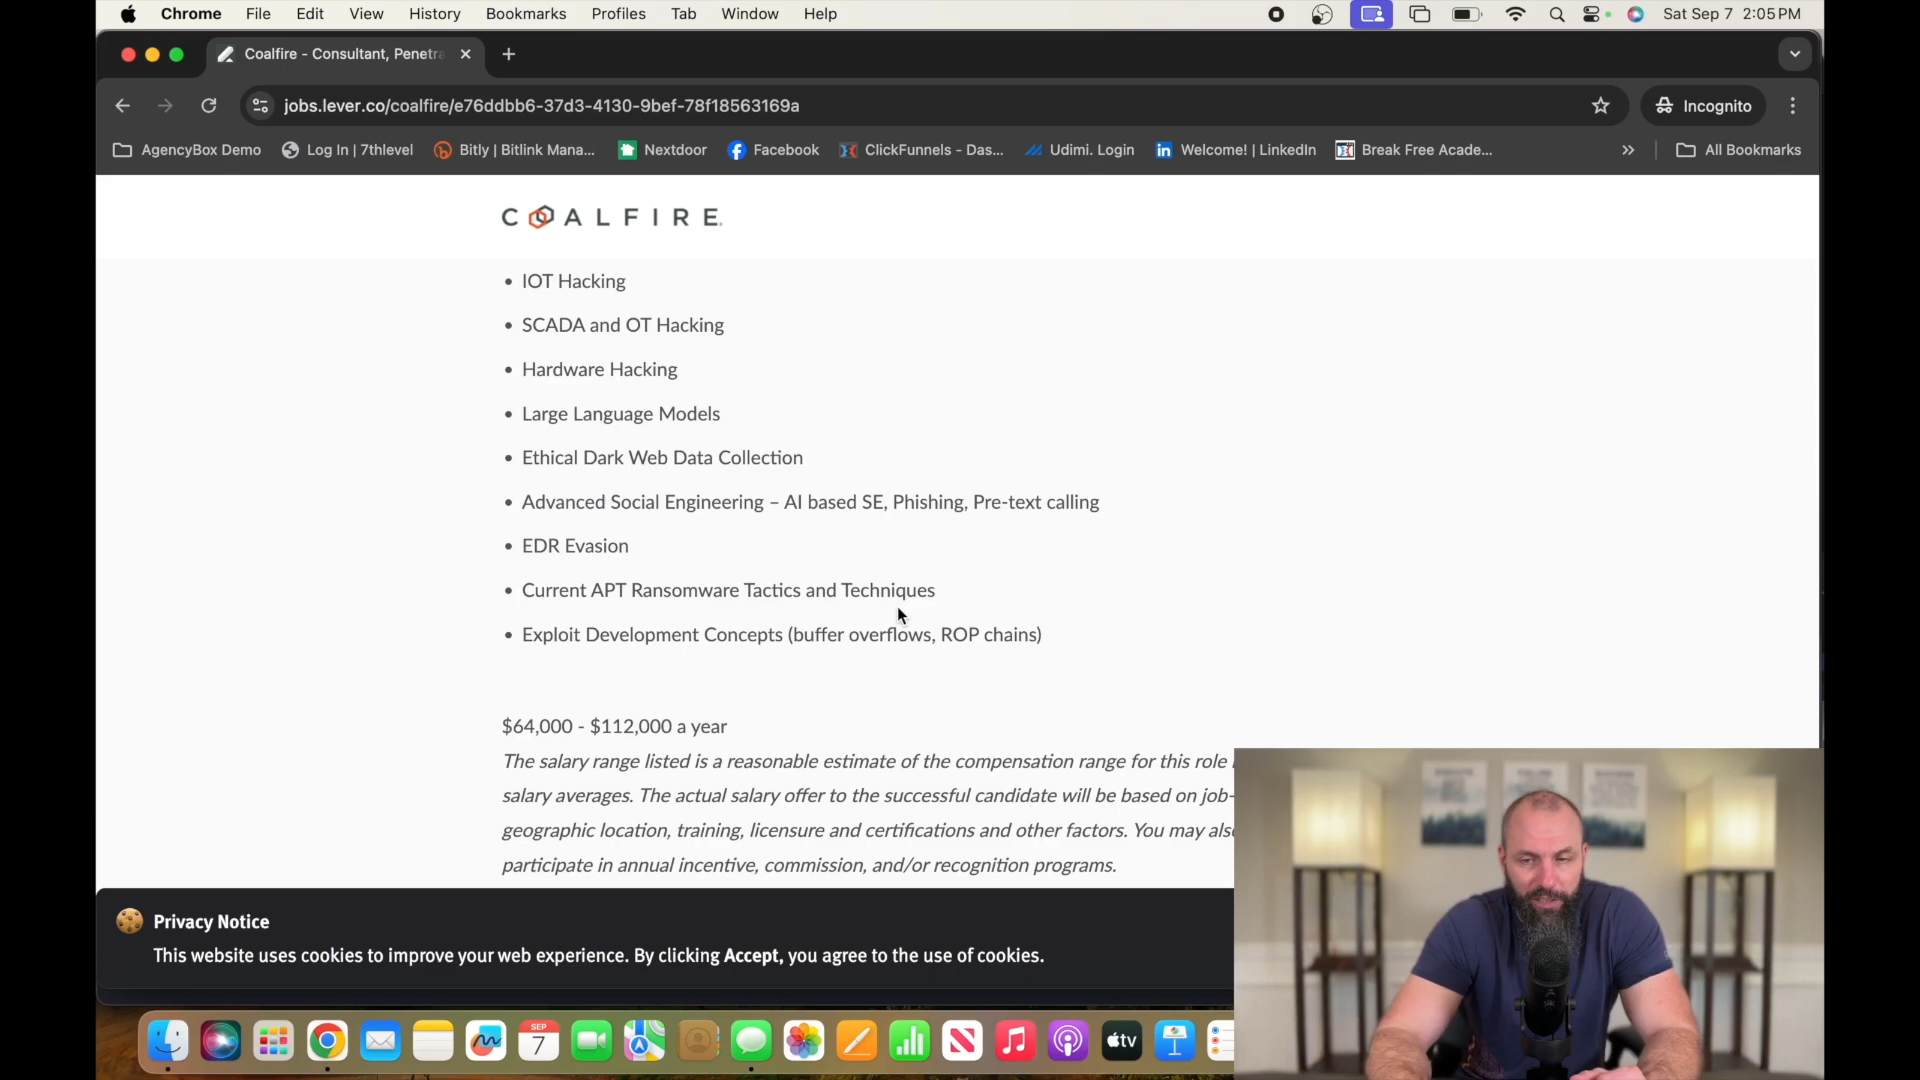 Chrome File Edit View History Bookmarks Profiles Tab Window Help Sat Sep 7 2:05 PM
Coalfire - Consultant, Penetra
jobs.lever.co/coalfire/e76ddbb6-37d3-4130-9bef-78f18563169a Incognito
AgencyBox Demo Log In | 7thlevel Bitly | Bitlink Mana... Nextdoor Facebook ClickFunnels - Das... Udimi. Login Welcome! | LinkedIn Break Free Acade... All Bookmarks
COALFIRE.
• IOT Hacking
• SCADA and OT Hacking
• Hardware Hacking
• Large Language Models
• Ethical Dark Web Data Collection
• Advanced Social Engineering – AI based SE, Phishing, Pre-text calling
• EDR Evasion
• Current APT Ransomware Tactics and Techniques
• Exploit Development Concepts (buffer overflows, ROP chains)
$64,000 - $112,000 a year
The salary range listed is a reasonable estimate of the compensation range for this role
salary averages. The actual salary offer to the successful candidate will be based on job-
geographic location, training, licensure and certifications and other factors. You may als
participate in annual incentive, commission, and/or recognition programs.
Privacy Notice
This website uses cookies to improve your web experience. By clicking Accept, you agree to the use of cookies.
SEP
7
tv